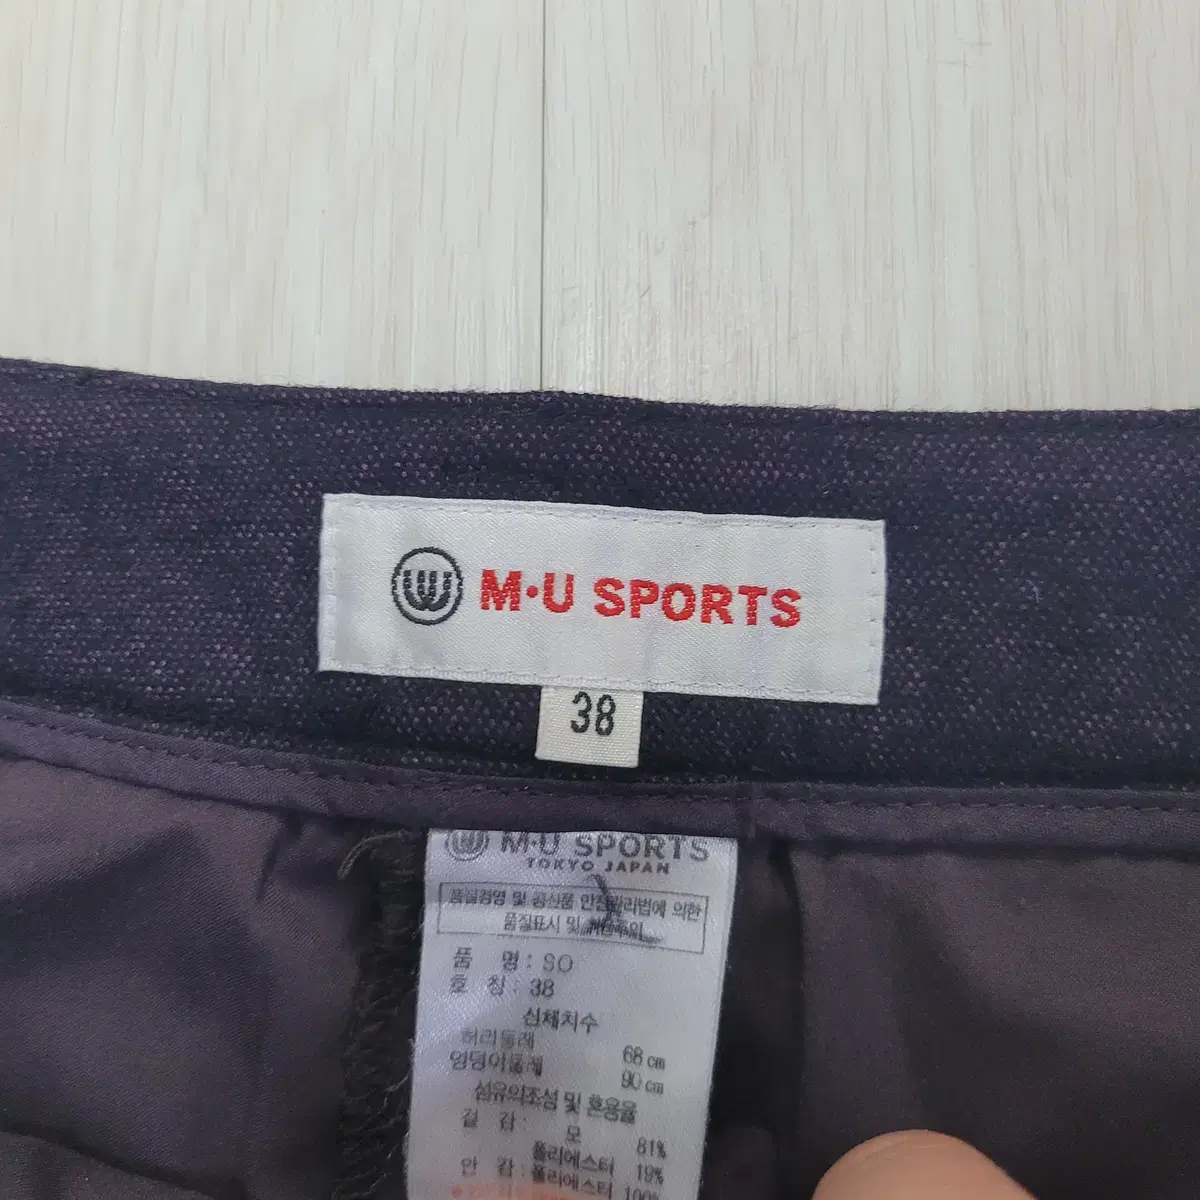 M·U SPORTS
38
M·U SPORTS
TOKYO JAPAN
품질경영 및 공산품 안전관리법에 의한
품질표시 및
품 명 : SO
호 칭 : 38
신체치수
허리둘레 68 cm
엉덩이둘레 90 cm
섬유의조성 및 혼용율
겉 감 : 모 81%
폴리에스터 19%
안 감 : 폴리에스터 100%